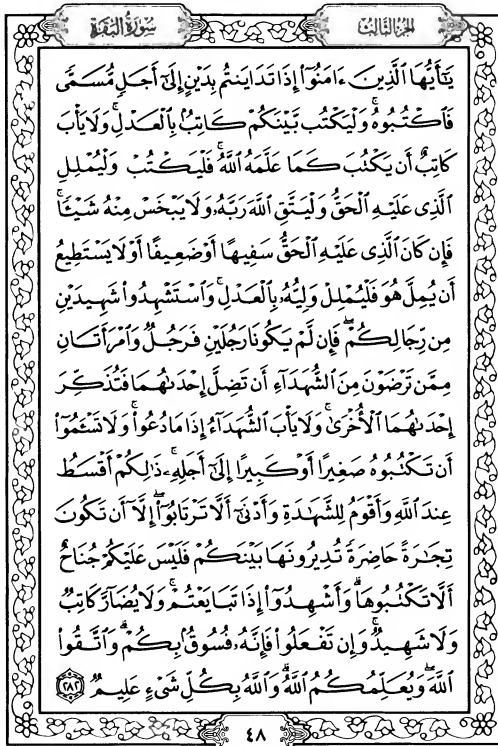 الجزء الثالث
سورة البقرة
يَٰٓأَيُّهَا ٱلَّذِينَ ءَامَنُوٓا۟ إِذَا تَدَايَنتُم بِدَيْنٍ إِلَىٰٓ أَجَلٍ مُّسَمًّى
فَٱكْتُبُوهُ ۚ وَلْيَكْتُب بَّيْنَكُمْ كَاتِبٌۢ بِٱلْعَدْلِ ۚ وَلَا يَأْبَ
كَاتِبٌ أَن يَكْتُبَ كَمَا عَلَّمَهُ ٱللَّهُ ۚ فَلْيَكْتُبْ وَلْيُمْلِلِ
ٱلَّذِى عَلَيْهِ ٱلْحَقُّ وَلْيَتَّقِ ٱللَّهَ رَبَّهُۥ وَلَا يَبْخَسْ مِنْهُ شَيْـًٔا ۚ
فَإِن كَانَ ٱلَّذِى عَلَيْهِ ٱلْحَقُّ سَفِيهًا أَوْ ضَعِيفًا أَوْ لَا يَسْتَطِيعُ
أَن يُمِلَّ هُوَ فَلْيُمْلِلْ وَلِيُّهُۥ بِٱلْعَدْلِ ۚ وَٱسْتَشْهِدُوا۟ شَهِيدَيْنِ
مِن رِّجَالِكُمْ ۖ فَإِن لَّمْ يَكُونَا رَجُلَيْنِ فَرَجُلٌ وَٱمْرَأَتَانِ
مِمَّن تَرْضَوْنَ مِنَ ٱلشُّهَدَآءِ أَن تَضِلَّ إِحْدَىٰهُمَا فَتُذَكِّرَ
إِحْدَىٰهُمَا ٱلْأُخْرَىٰ ۚ وَلَا يَأْبَ ٱلشُّهَدَآءُ إِذَا مَا دُعُوا۟ ۚ وَلَا تَسْـَٔمُوٓا۟
أَن تَكْتُبُوهُ صَغِيرًا أَوْ كَبِيرًا إِلَىٰٓ أَجَلِهِۦ ۚ ذَٰلِكُمْ أَقْسَطُ
عِندَ ٱللَّهِ وَأَقْوَمُ لِلشَّهَٰدَةِ وَأَدْنَىٰٓ أَلَّا تَرْتَابُوٓا۟ ۖ إِلَّآ أَن تَكُونَ
تِجَٰرَةً حَاضِرَةً تُدِيرُونَهَا بَيْنَكُمْ فَلَيْسَ عَلَيْكُمْ جُنَاحٌ
أَلَّا تَكْتُبُوهَا ۗ وَأَشْهِدُوٓا۟ إِذَا تَبَايَعْتُمْ ۚ وَلَا يُضَآرَّ كَاتِبٌ
وَلَا شَهِيدٌ ۚ وَإِن تَفْعَلُوا۟ فَإِنَّهُۥ فُسُوقٌۢ بِكُمْ ۗ وَٱتَّقُوا۟
ٱللَّهَ ۖ وَيُعَلِّمُكُمُ ٱللَّهُ ۗ وَٱللَّهُ بِكُلِّ شَىْءٍ عَلِيمٌ ٢٨٢
٤٨